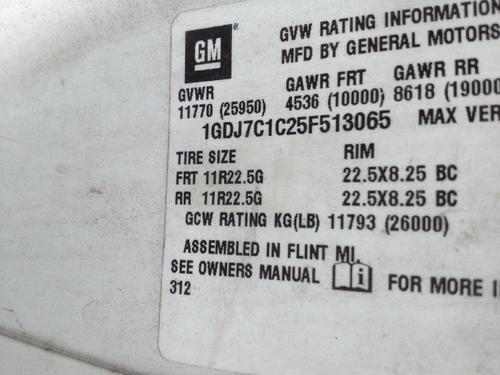 GM
GVW RATING INFORMATION
MFD BY GENERAL MOTORS
GVWR GAWR FRT GAWR RR
11770 (25950) 4536 (10000) 8618 (19000
1GDJ7C1C25F513065 MAX VER
TIRE SIZE RIM
FRT 11R22.5G 22.5X8.25 BC
RR 11R22.5G 22.5X8.25 BC
GCW RATING KG(LB) 11793 (26000)
ASSEMBLED IN FLINT MI.
SEE OWNERS MANUAL i FOR MORE I
312